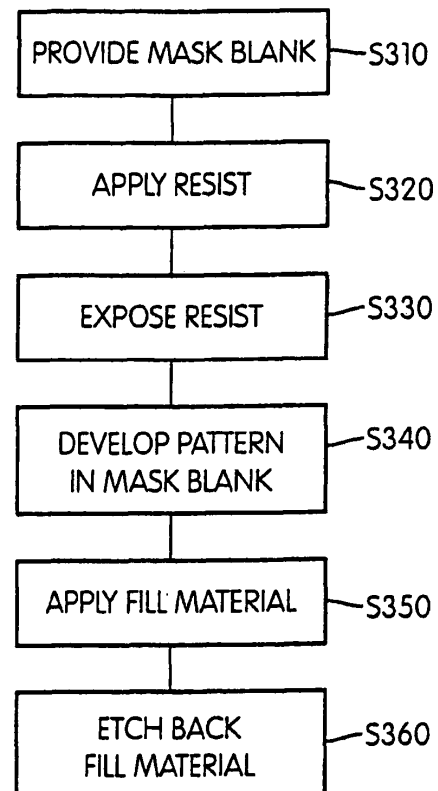 PROVIDE MASK BLANK
S310
APPLY RESIST
S320
EXPOSE RESIST
S330
DEVELOP PATTERN
IN MASK BLANK
S340
APPLY FILL MATERIAL
S350
ETCH BACK
FILL MATERIAL
S360